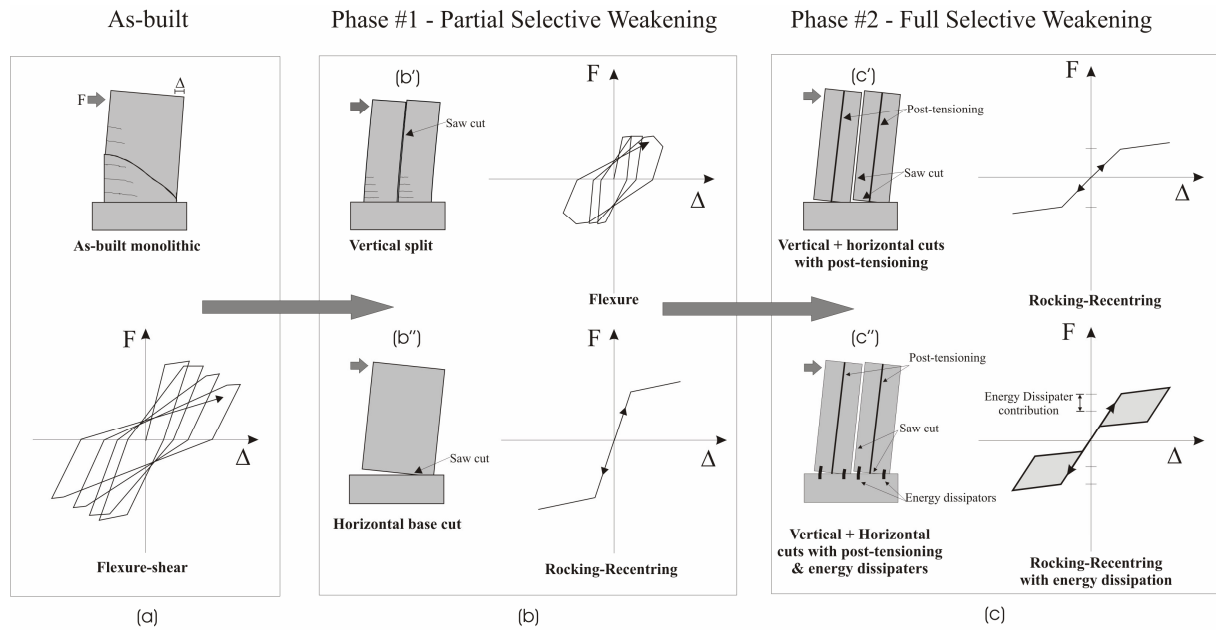 As-built
Phase #1 - Partial Selective Weakening
Phase #2 - Full Selective Weakening
F
Δ
As-built monolithic
F
Δ
Flexure-shear
(a)
(b')
Saw cut
Vertical split
F
Δ
Flexure
(b'')
Saw cut
Horizontal base cut
F
Δ
Rocking-Recentring
(b)
(c')
Post-tensioning
Saw cut
Vertical + horizontal cuts
with post-tensioning
F
Δ
Rocking-Recentring
(c'')
Post-tensioning
Saw cut
Energy dissipators
Vertical + Horizontal
cuts with post-tensioning
& energy dissipaters
F
Energy Dissipater
contribution
Δ
Rocking-Recentring
with energy dissipation
(c)